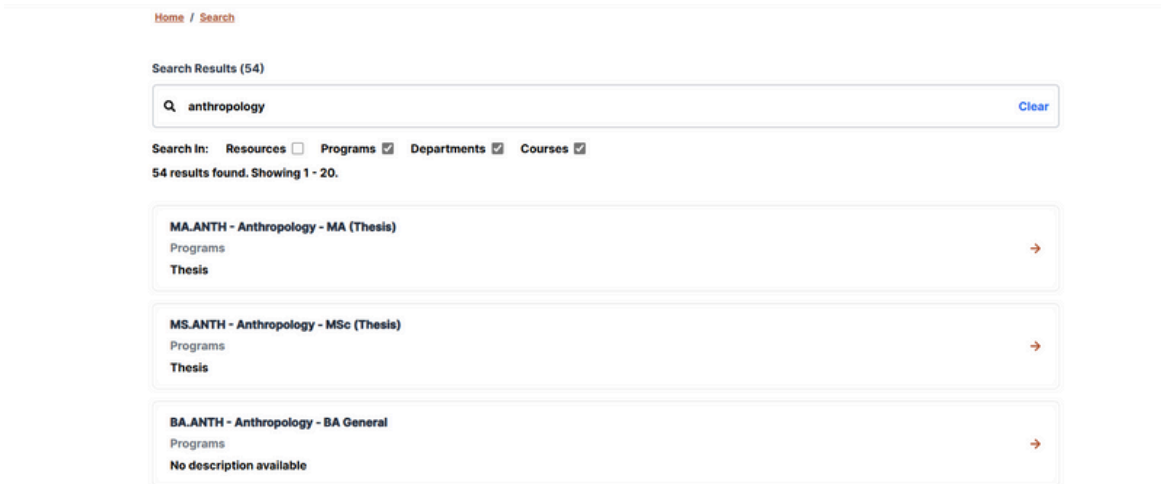 Home / Search
Search Results (54)
anthropology Clear
Search In: Resources Programs Departments Courses
54 results found. Showing 1 - 20.
MA.ANTH - Anthropology - MA (Thesis)
Programs
Thesis
MS.ANTH - Anthropology - MSc (Thesis)
Programs
Thesis
BA.ANTH - Anthropology - BA General
Programs
No description available